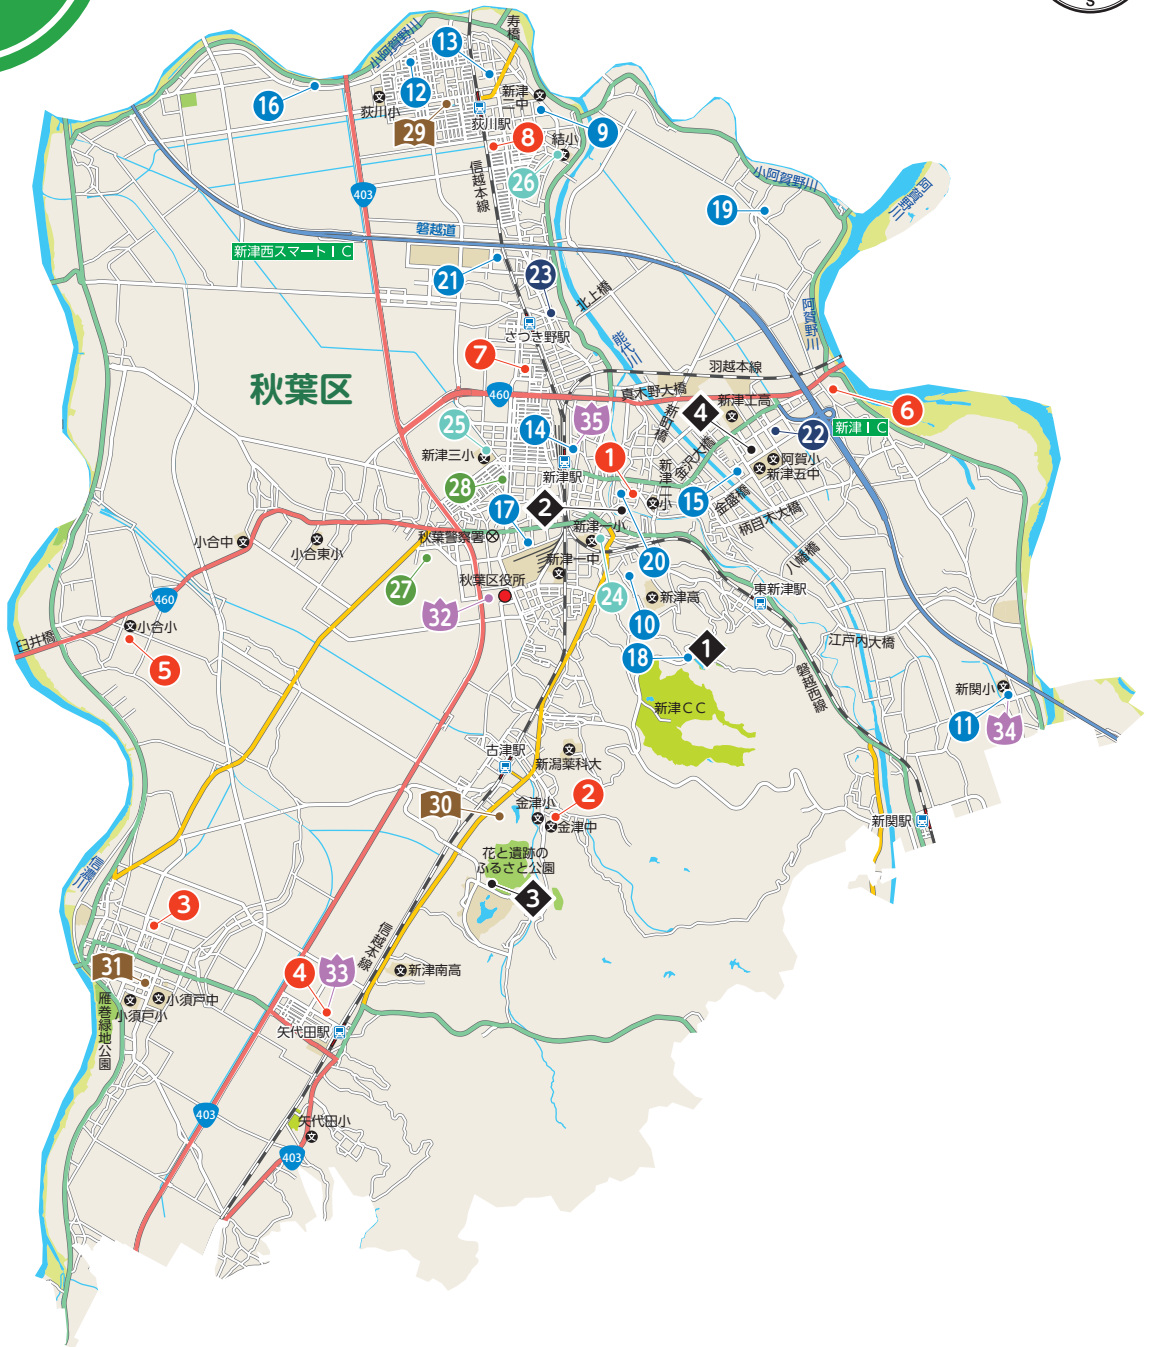 S
寿橋
小阿賀野川
13
12
16
荻川小
新津二中
荻川駅
29
9
8
結小
26
信越本線
403
小阿賀野川
阿賀野川
19
磐越道
新津西スマートIC
21
23
北上橋
さつき野駅
能代川
阿賀野川
7
羽越本線
秋葉区
460
真木野大橋
新町橋
新津工高
4
6
35
25
14
22
新津IC
新津三小
1
金沢大橋
阿賀小
新津五中
新津駅
新津二小
28
15
17
2
金盛橋
柄目木大橋
新津一小
秋葉警察署
小合中
小合東小
新津一中
20
八幡橋
秋葉区役所
27
東新津駅
460
32
24
新津高
10
小合小
臼井橋
江戸内大橋
1
18
5
磐越西線
新関小
新津CC
11
34
古津駅
新潟薬科大
30
金津小
2
金津中
新関駅
花と遺跡の
ふるさと公園
信濃川
3
3
信越本線
31
4
33
新津南高
雁巻緑地公園
小須戸中
小須戸小
矢代田駅
403
矢代田小
403